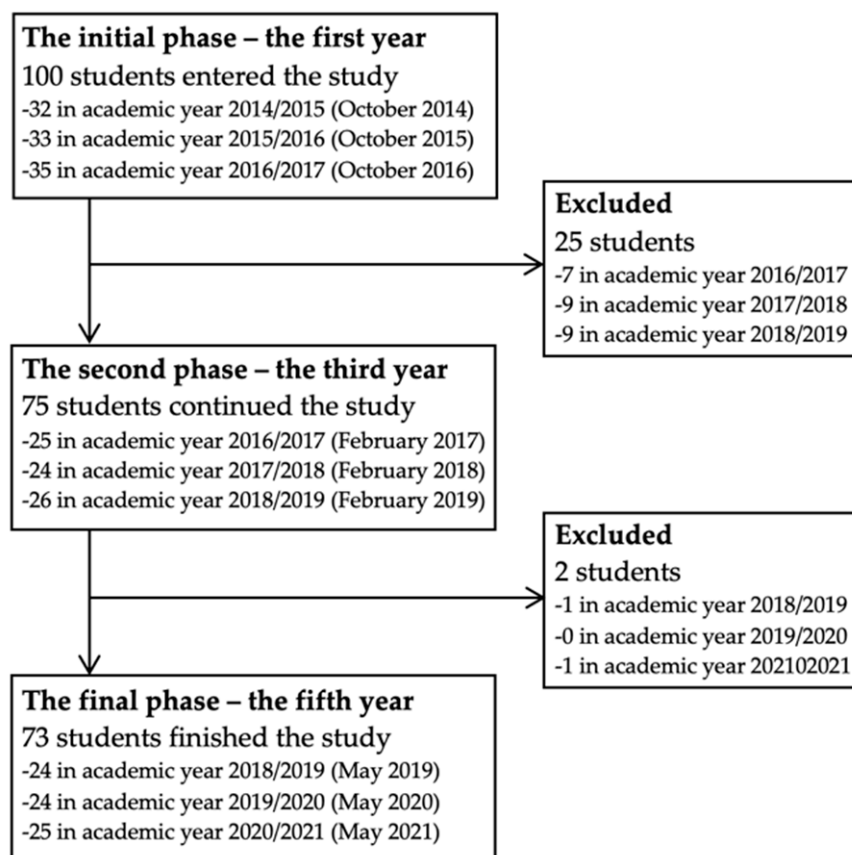 The initial phase – the first year
100 students entered the study
-32 in academic year 2014/2015 (October 2014)
-33 in academic year 2015/2016 (October 2015)
-35 in academic year 2016/2017 (October 2016)
Excluded
25 students
-7 in academic year 2016/2017
-9 in academic year 2017/2018
-9 in academic year 2018/2019
The second phase – the third year
75 students continued the study
-25 in academic year 2016/2017 (February 2017)
-24 in academic year 2017/2018 (February 2018)
-26 in academic year 2018/2019 (February 2019)
Excluded
2 students
-1 in academic year 2018/2019
-0 in academic year 2019/2020
-1 in academic year 202102021
The final phase – the fifth year
73 students finished the study
-24 in academic year 2018/2019 (May 2019)
-24 in academic year 2019/2020 (May 2020)
-25 in academic year 2020/2021 (May 2021)